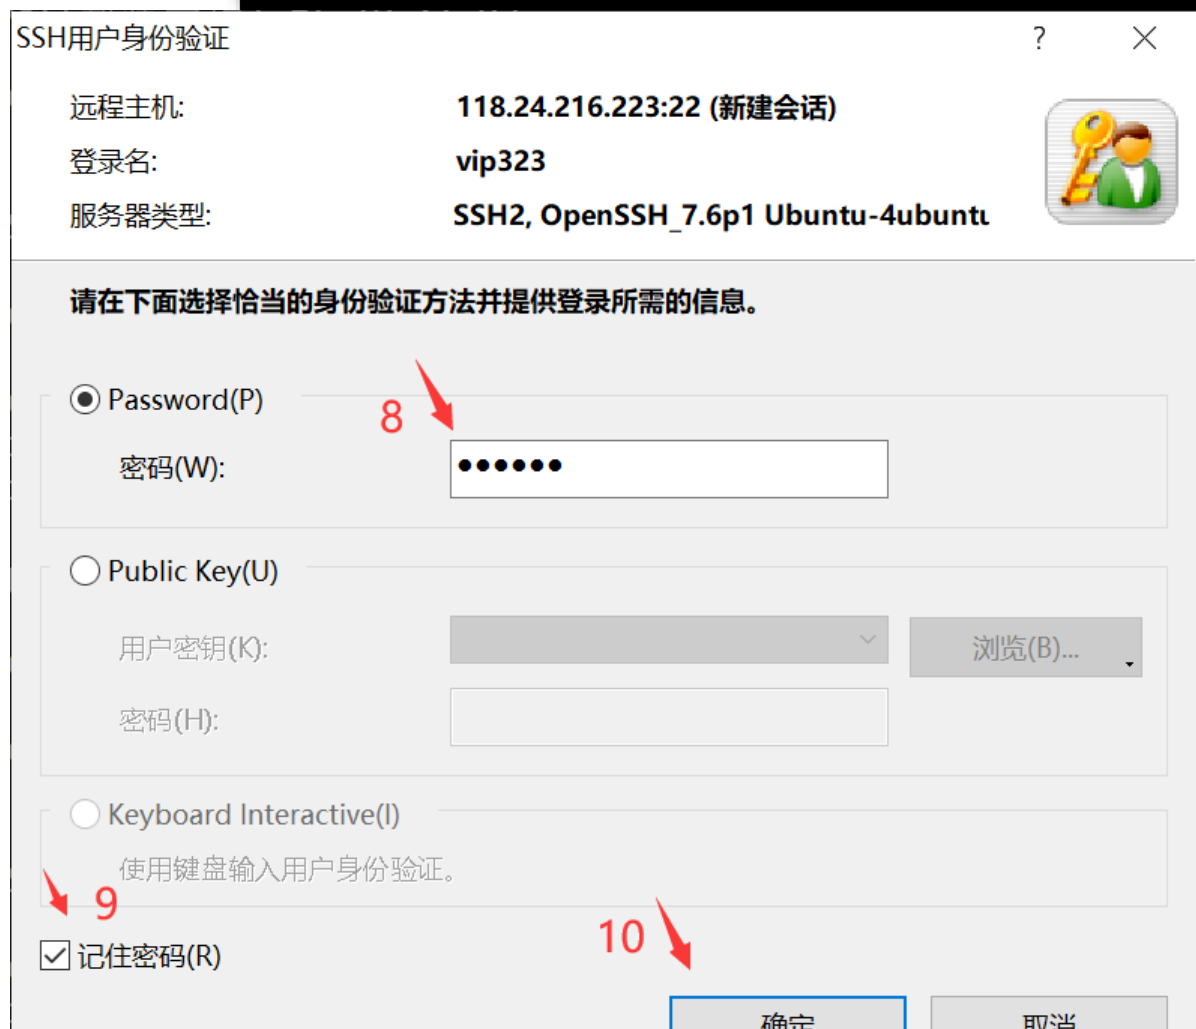 SSH用户身份验证
远程主机: 118.24.216.223:22 (新建会话)
登录名: vip323
服务器类型: SSH2, OpenSSH_7.6p1 Ubuntu-4ubuntu
请在下面选择恰当的身份验证方法并提供登录所需的信息。
Password(P)
8
密码(W): ●●●●●●
Public Key(U)
用户密钥(K): 浏览(B)...
密码(H):
Keyboard Interactive(I)
使用键盘输入用户身份验证。
9
10
记住密码(R)
确定 取消